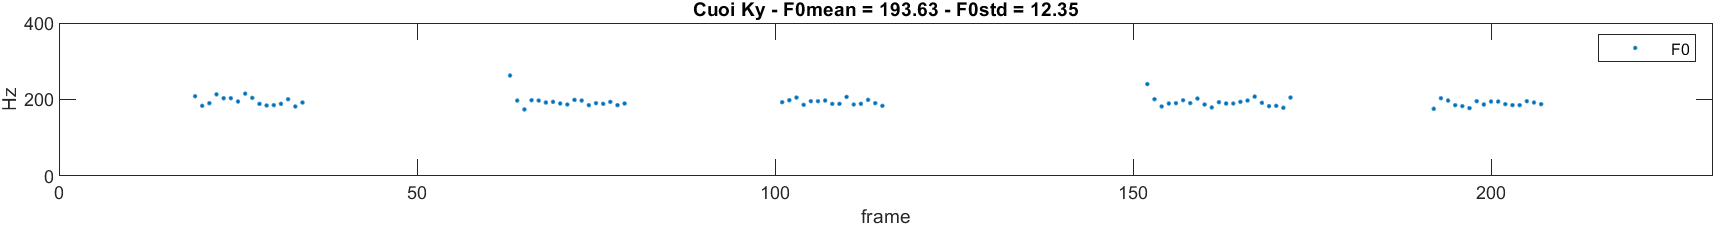 Cuoi Ky - F0mean = 193.63 - F0std = 12.35
400
F0
Hz
200
0
0 50 100 150 200
frame